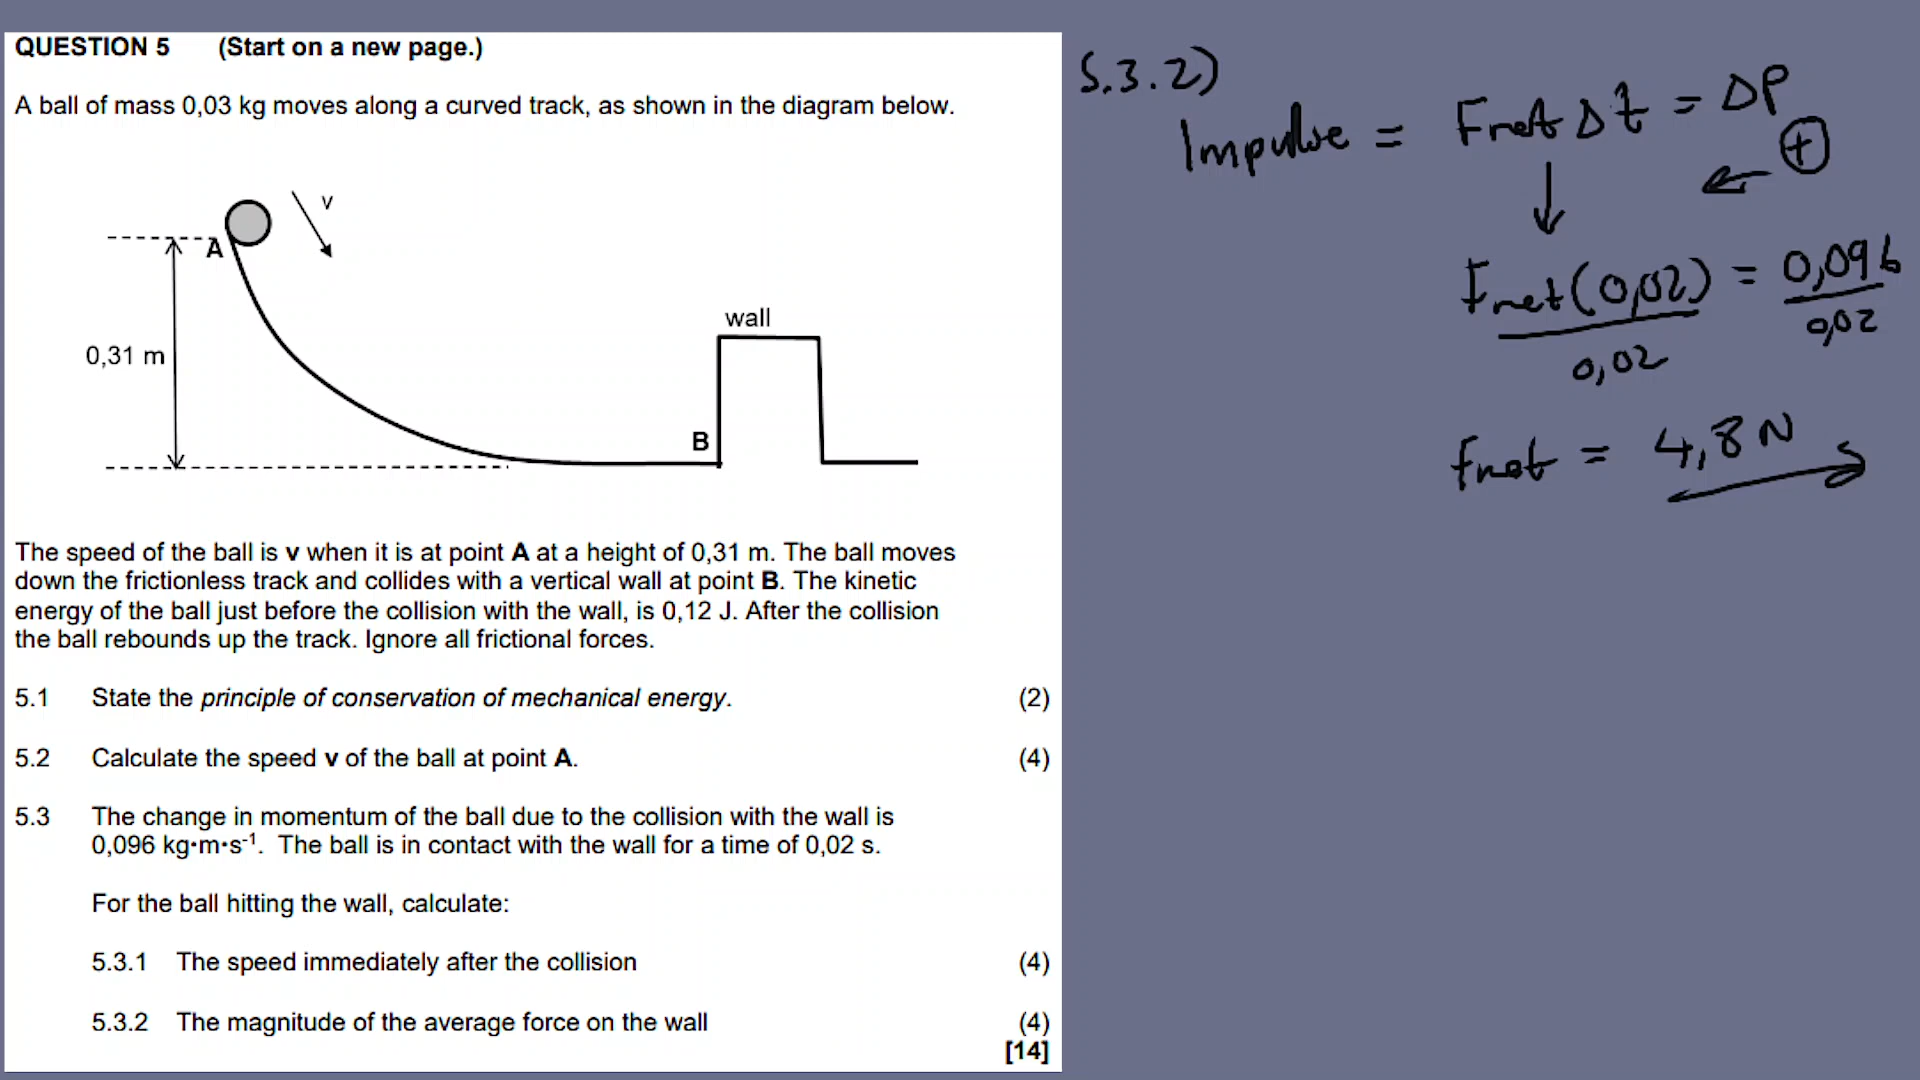 QUESTION 5 (Start on a new page.)
A ball of mass 0,03 kg moves along a curved track, as shown in the diagram below.
v
A
wall
0,31 m
B
The speed of the ball is v when it is at point A at a height of 0,31 m. The ball moves
down the frictionless track and collides with a vertical wall at point B. The kinetic
energy of the ball just before the collision with the wall, is 0,12 J. After the collision
the ball rebounds up the track. Ignore all frictional forces.
5.1 State the principle of conservation of mechanical energy. (2)
5.2 Calculate the speed v of the ball at point A. (4)
5.3 The change in momentum of the ball due to the collision with the wall is
0,096 kg•m•s⁻¹. The ball is in contact with the wall for a time of 0,02 s.
For the ball hitting the wall, calculate:
5.3.1 The speed immediately after the collision (4)
5.3.2 The magnitude of the average force on the wall (4)
[14]
5.3.2)
Impulse = Fnet Δt = ΔP
← ⊕
↓
Fnet(0,02) = 0,096
0,02 0,02
Fnet = 4,8 N